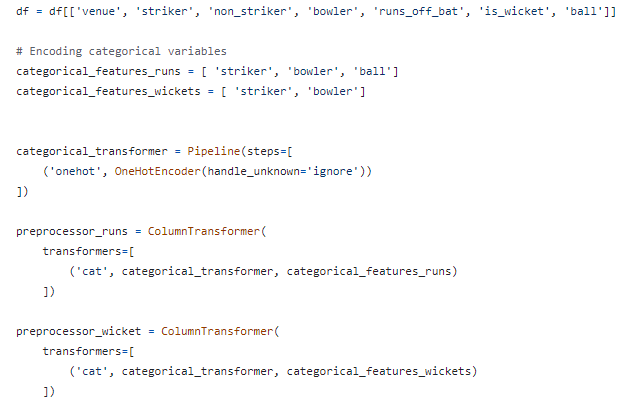 df = df[['venue', 'striker', 'non_striker', 'bowler', 'runs_off_bat', 'is_wicket', 'ball']]
# Encoding categorical variables
categorical_features_runs = [ 'striker', 'bowler', 'ball']
categorical_features_wickets = [ 'striker', 'bowler']
categorical_transformer = Pipeline(steps=[
    ('onehot', OneHotEncoder(handle_unknown='ignore'))
])
preprocessor_runs = ColumnTransformer(
    transformers=[
        ('cat', categorical_transformer, categorical_features_runs)
    ])
preprocessor_wicket = ColumnTransformer(
    transformers=[
        ('cat', categorical_transformer, categorical_features_wickets)
    ])